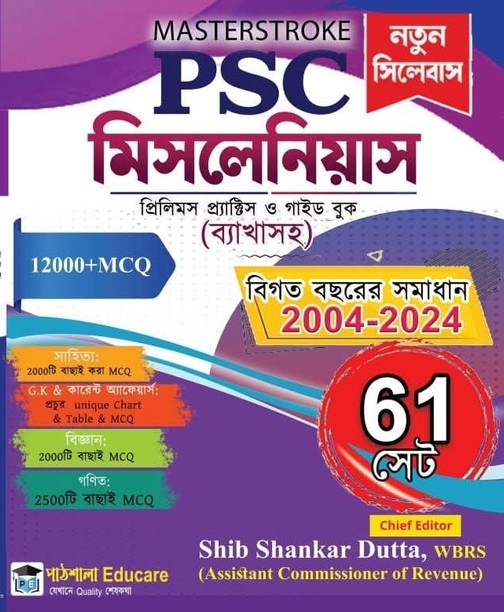 MASTERSTROKE
নতুন
সিলেবাস
PSC
মিসলেনিয়াস
প্রিলিমস প্র্যাক্টিস ও গাইড বুক
(ব্যাখাসহ)
12000+MCQ
বিগত বছরের সমাধান
2004-2024
সাহিত্য:
2000টি বাছাই করা MCQ
G.K & কারেন্ট অ্যাফেয়ার্স:
প্রচুর unique Chart
& Table & MCQ
বিজ্ঞান:
2000টি বাছাই MCQ
গণিত:
2500টি বাছাই MCQ
61
সেট
Chief Editor
Shib Shankar Dutta, WBRS
(Assistant Commissioner of Revenue)
PE
পাঠশালা Educare
যেখানে Quality শেষকথা